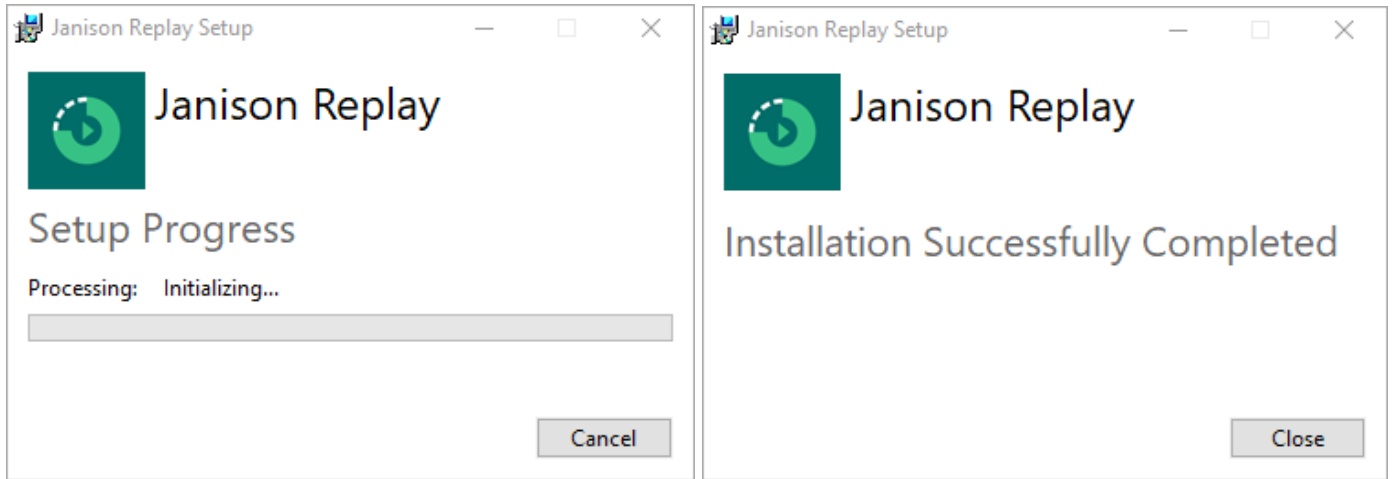 Janison Replay Setup
Janison Replay
Setup Progress
Processing: Initializing...
Cancel
Janison Replay Setup
Janison Replay
Installation Successfully Completed
Close